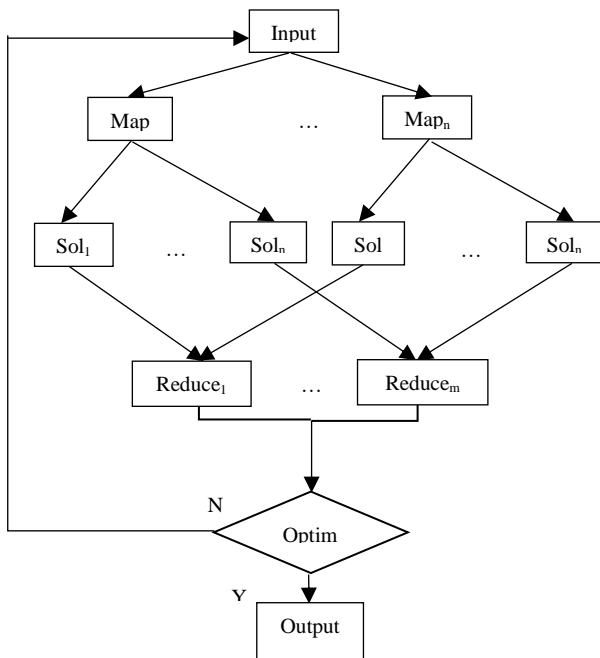 Input
Map … Mapₙ
Sol₁ … Solₙ Sol … Solₙ
Reduce₁ … Reduceₘ
N
Optim
Y
Output